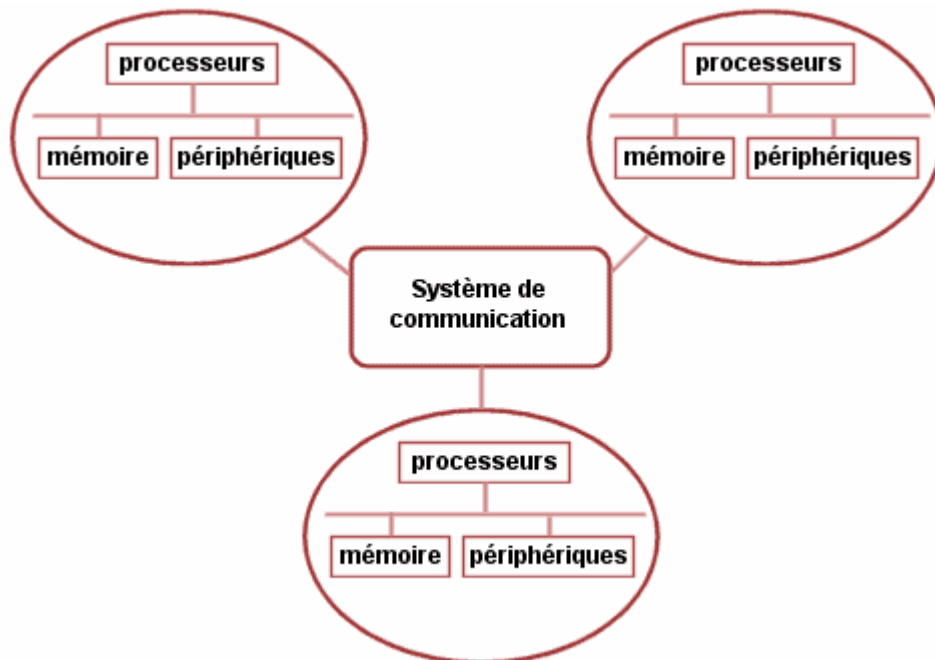 processeurs
mémoire
périphériques
processeurs
mémoire
périphériques
Système de
communication
processeurs
mémoire
périphériques